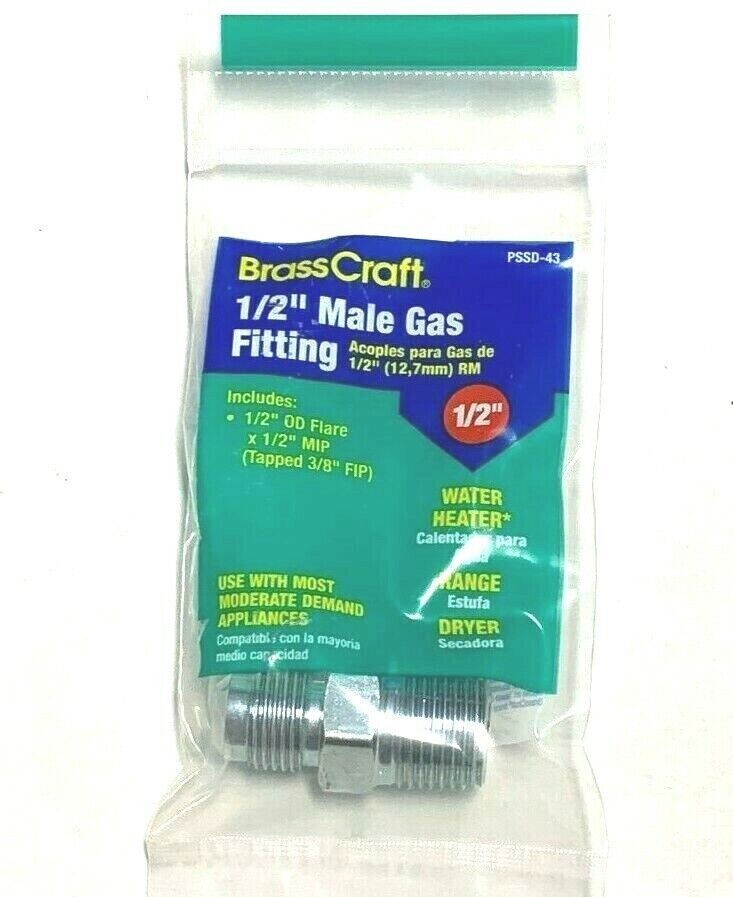 BrassCraft®
PSSD-43
1/2" Male Gas
Fitting
Acoples para Gas de
1/2" (12,7mm) RM
1/2"
Includes:
• 1/2" OD Flare
x 1/2" MIP
(Tapped 3/8" FIP)
WATER
HEATER*
para
RANGE
Estufa
DRYER
Secadora
USE WITH MOST
MODERATE DEMAND
APPLIANCES
Compatible con la mayoria
medio capacidad